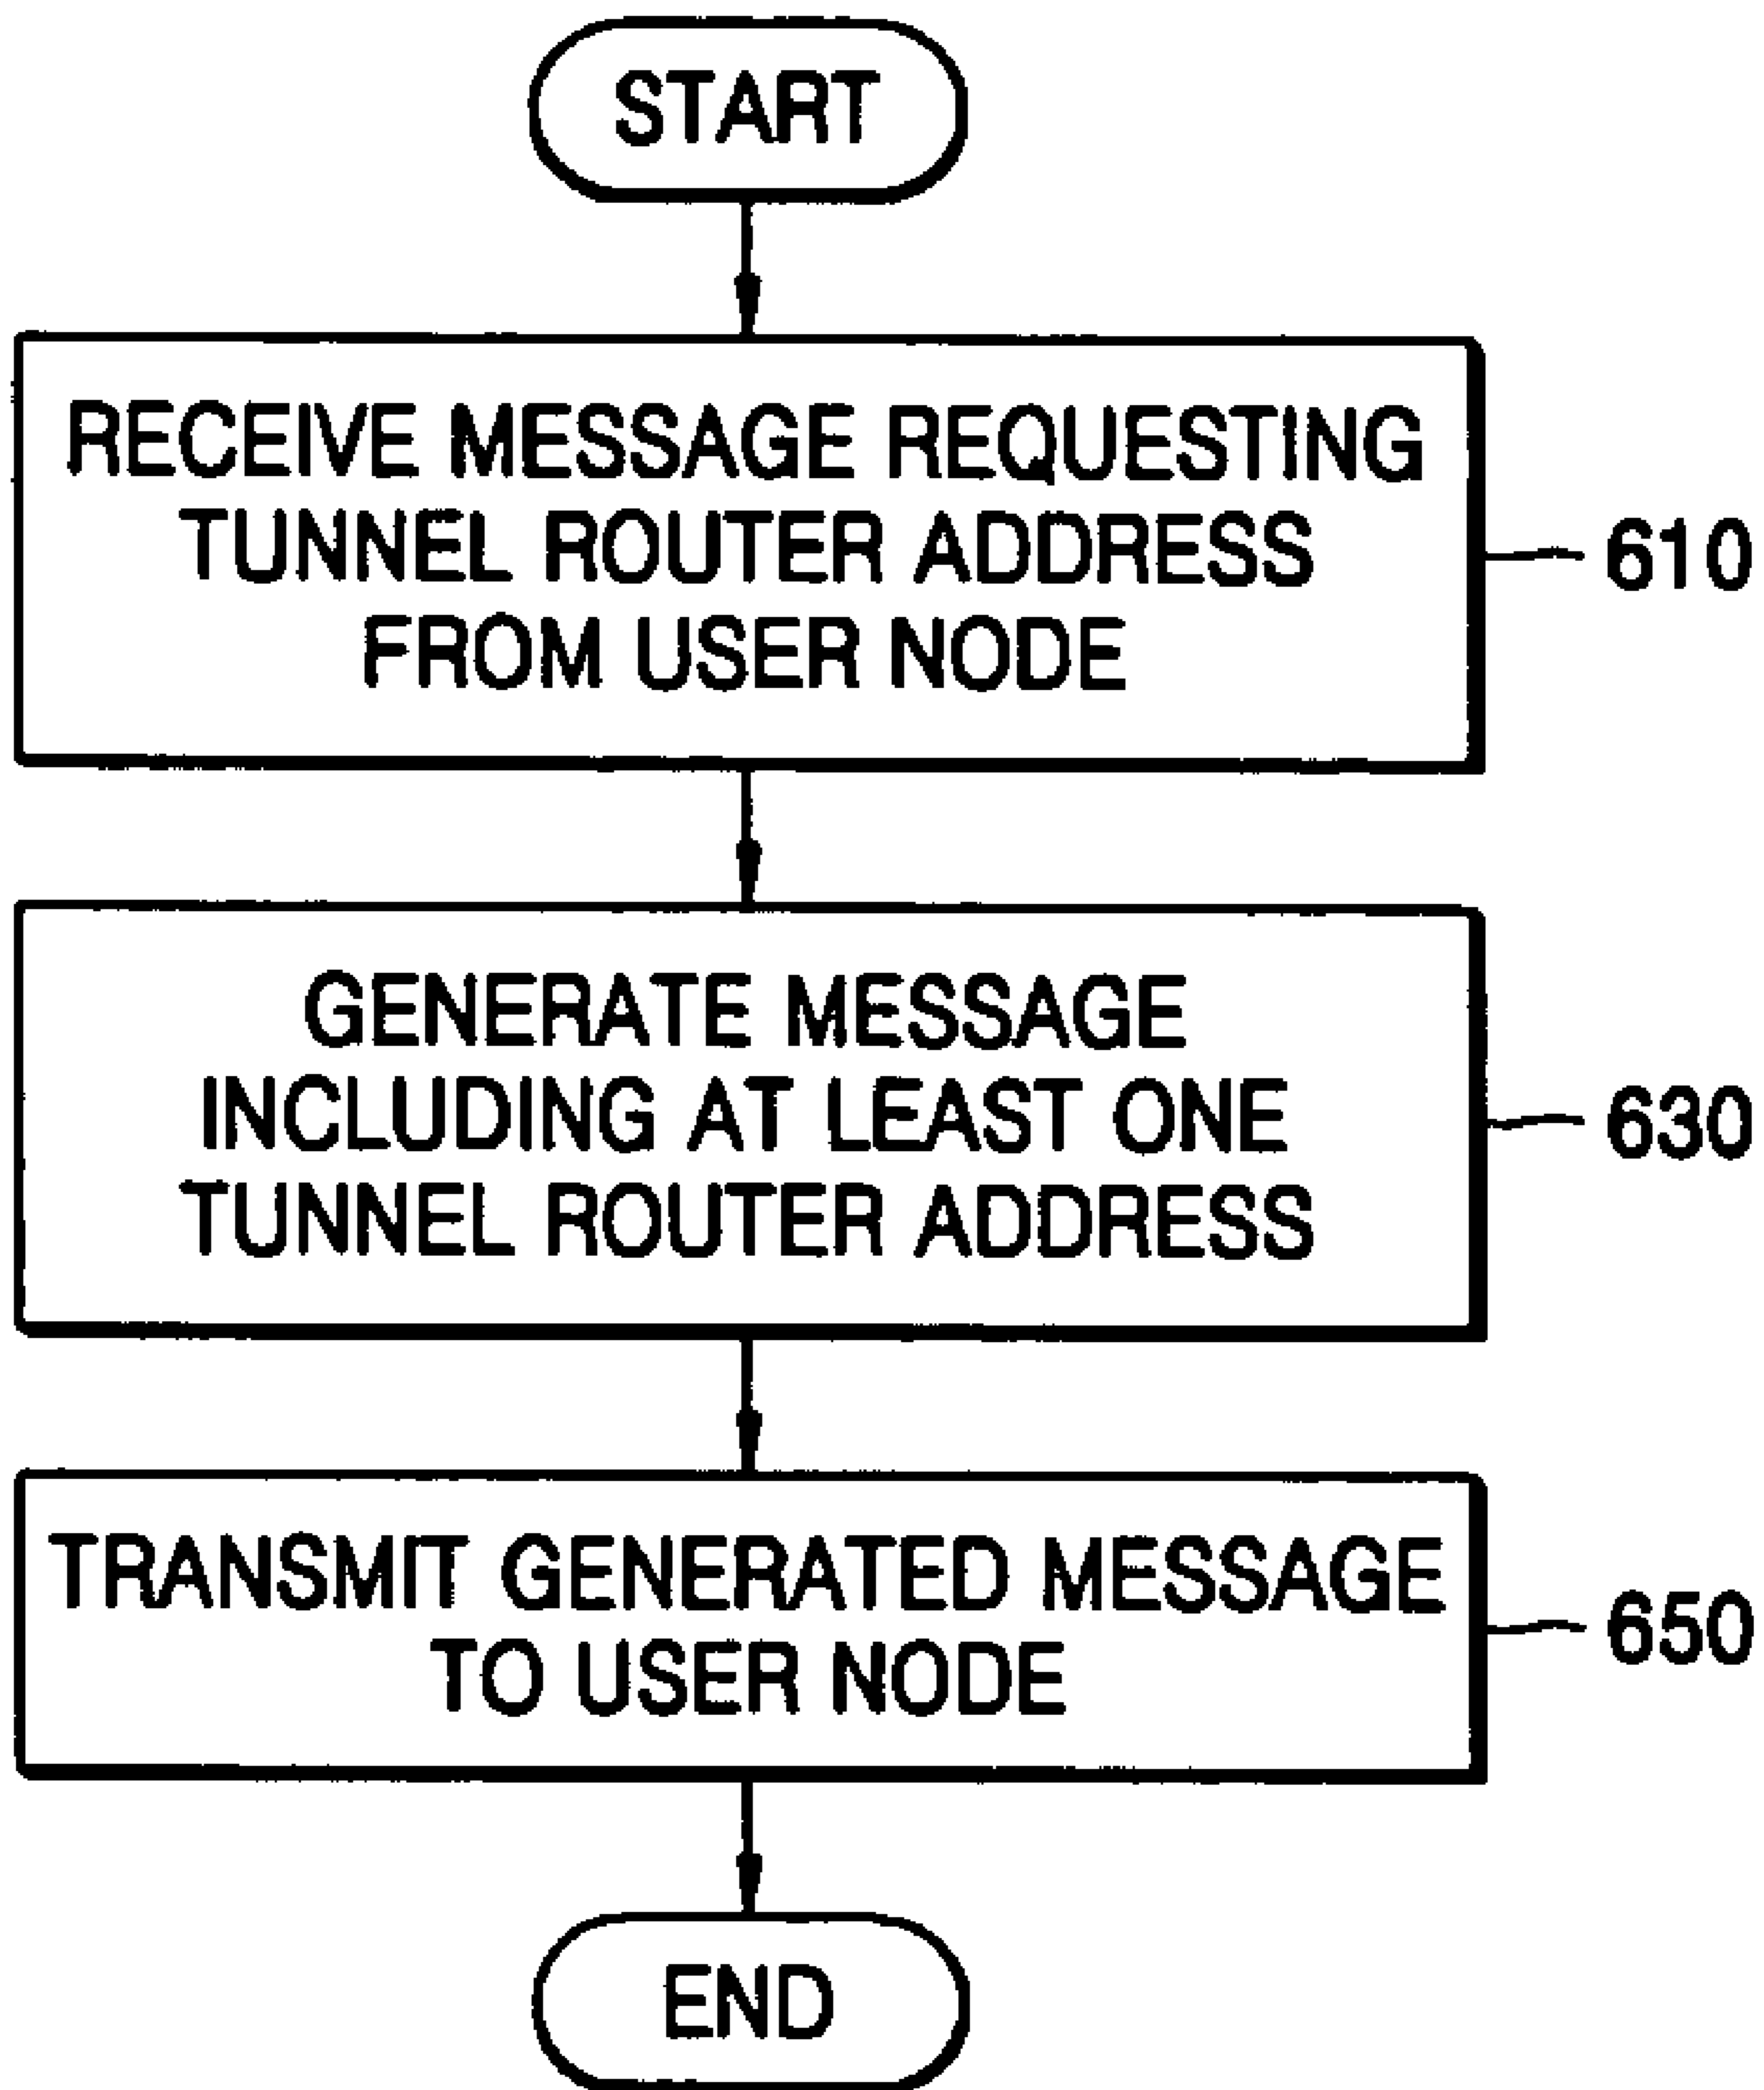 START
RECEIVE MESSAGE REQUESTING
TUNNEL ROUTER ADDRESS
FROM USER NODE
610
GENERATE MESSAGE
INCLUDING AT LEAST ONE
TUNNEL ROUTER ADDRESS
630
TRANSMIT GENERATED MESSAGE
TO USER NODE
650
END